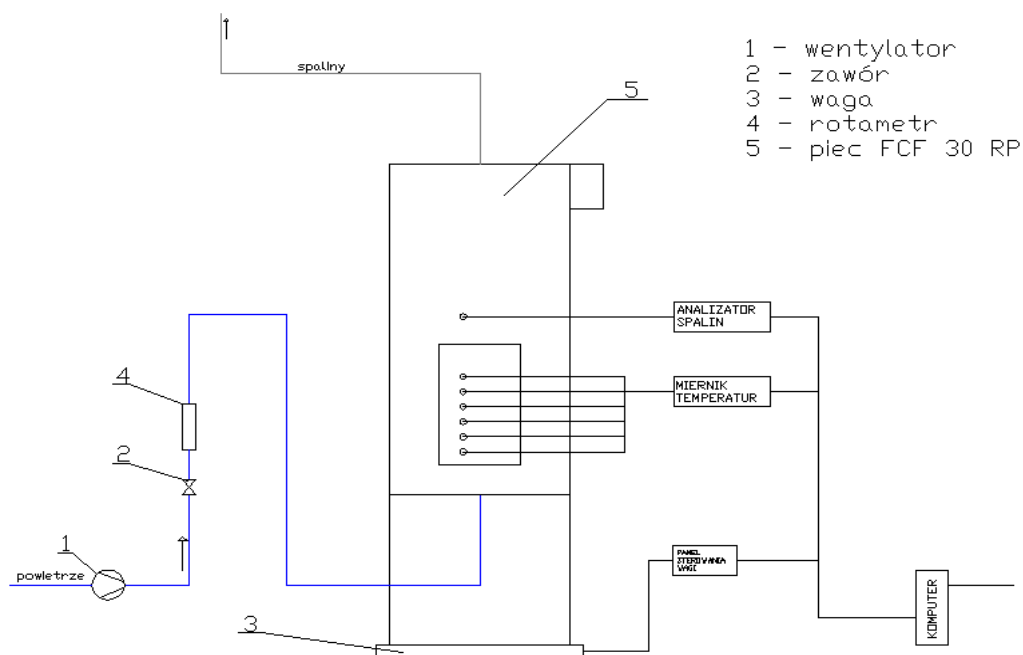 1 - wentylator
2 - zawór
3 - waga
4 - rotametr
5 - piec FCF 30 RP
spaliny
5
ANALIZATOR
SPALIN
4
MIERNIK
TEMPERATUR
2
1
powietrze
PANEL
STEROWANIA
WAGI
KOMPUTER
3